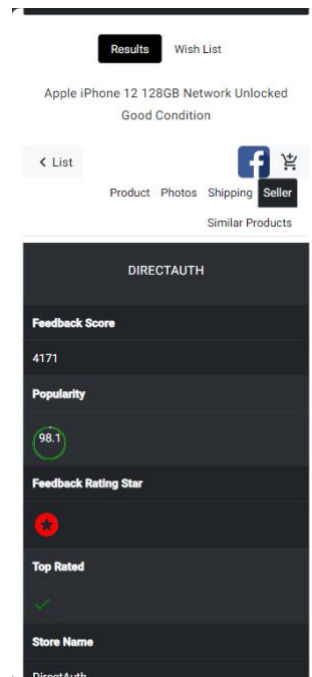 Results Wish List
Apple iPhone 12 128GB Network Unlocked
Good Condition
List
Product Photos Shipping Seller
Similar Products
DIRECTAUTH
Feedback Score
4171
Popularity
98.1
Feedback Rating Star
Top Rated
Store Name
DirectAuth